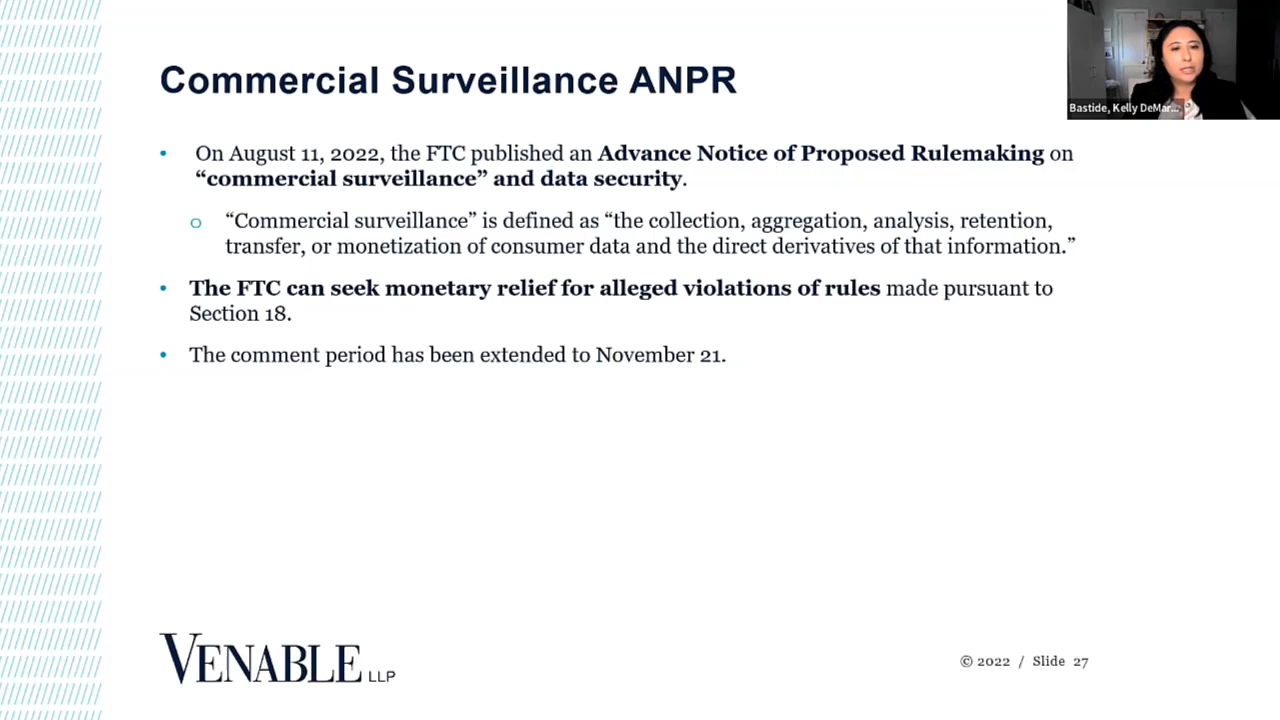 Commercial Surveillance ANPR
Bastide, Kelly DeMar...
• On August 11, 2022, the FTC published an Advance Notice of Proposed Rulemaking on
“commercial surveillance” and data security.
o “Commercial surveillance” is defined as “the collection, aggregation, analysis, retention,
transfer, or monetization of consumer data and the direct derivatives of that information.”
• The FTC can seek monetary relief for alleged violations of rules made pursuant to
Section 18.
• The comment period has been extended to November 21.
VENABLE LLP
© 2022 / Slide 27